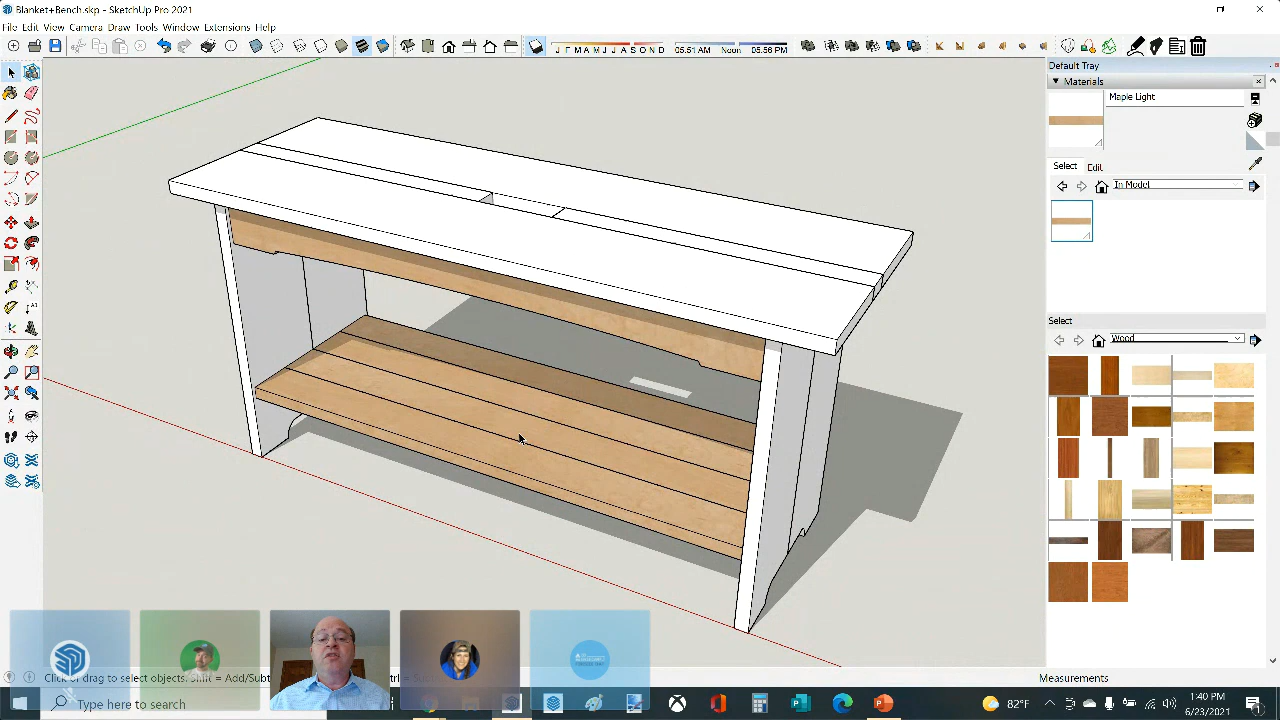 Blanket+Bench.skp - SketchUp Pro 2021
File Edit View Camera Draw Tools Window Extensions Help
J F M A M J J A S O N D 05:51 AM Noon 05:56 PM
Default Tray
Materials
Maple Light
Select Edit
In Model
Select
Wood
A1
Click or drag to select objects. Shift = Add/Subt
Measurements
Type here to search
82°F
1:40 PM
6/23/2021